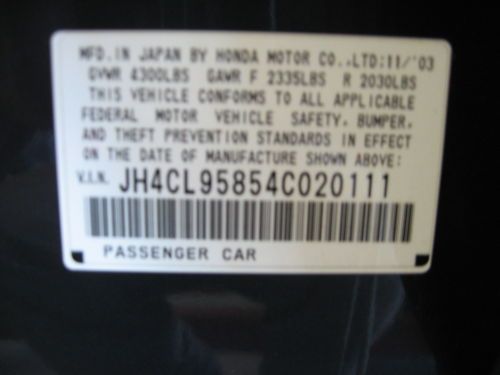 MFD. IN JAPAN BY HONDA MOTOR CO.,LTD:11/'03
GVWR 4300LBS GAWR F 2335LBS R 2030LBS
THIS VEHICLE CONFORMS TO ALL APPLICABLE
FEDERAL MOTOR VEHICLE SAFETY, BUMPER,
AND THEFT PREVENTION STANDARDS IN EFFECT
ON THE DATE OF MANUFACTURE SHOWN ABOVE:
V.I.N. JH4CL95854C020111
PASSENGER CAR